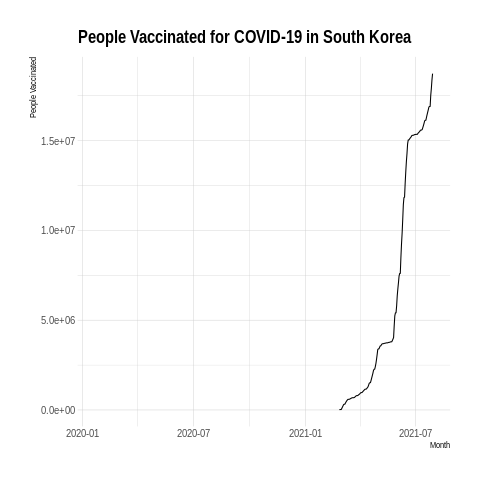 People Vaccinated for COVID-19 in South Korea
People Vaccinated
1.5e+07
1.0e+07
5.0e+06
0.0e+00
2020-01 2020-07 2021-01 2021-07
Month